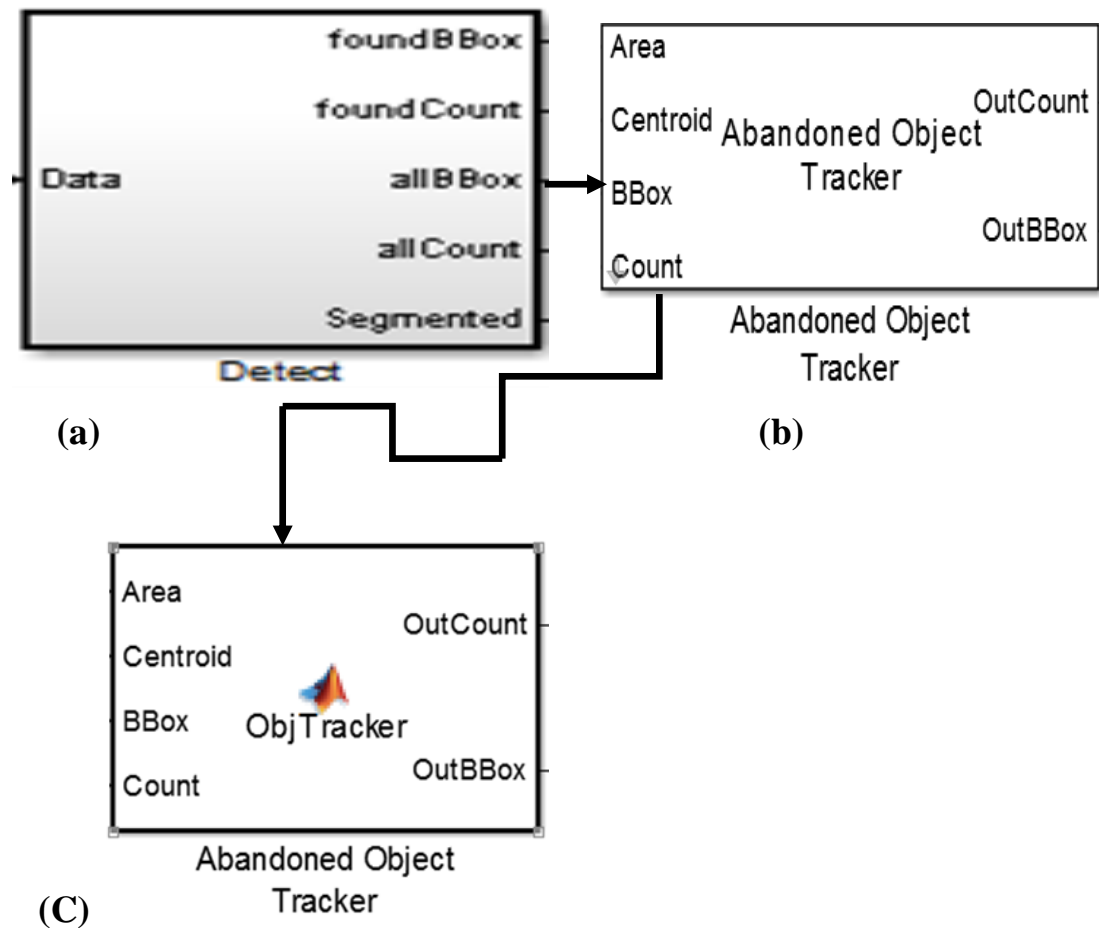 Data
foundBBox
foundCount
allBBox
allCount
Segmented
Detect
(a)
Area
Centroid
BBox
Count
Abandoned Object
Tracker
OutCount
OutBBox
Abandoned Object
Tracker
(b)
Area
Centroid
BBox
Count
ObjTracker
OutCount
OutBBox
Abandoned Object
Tracker
(C)